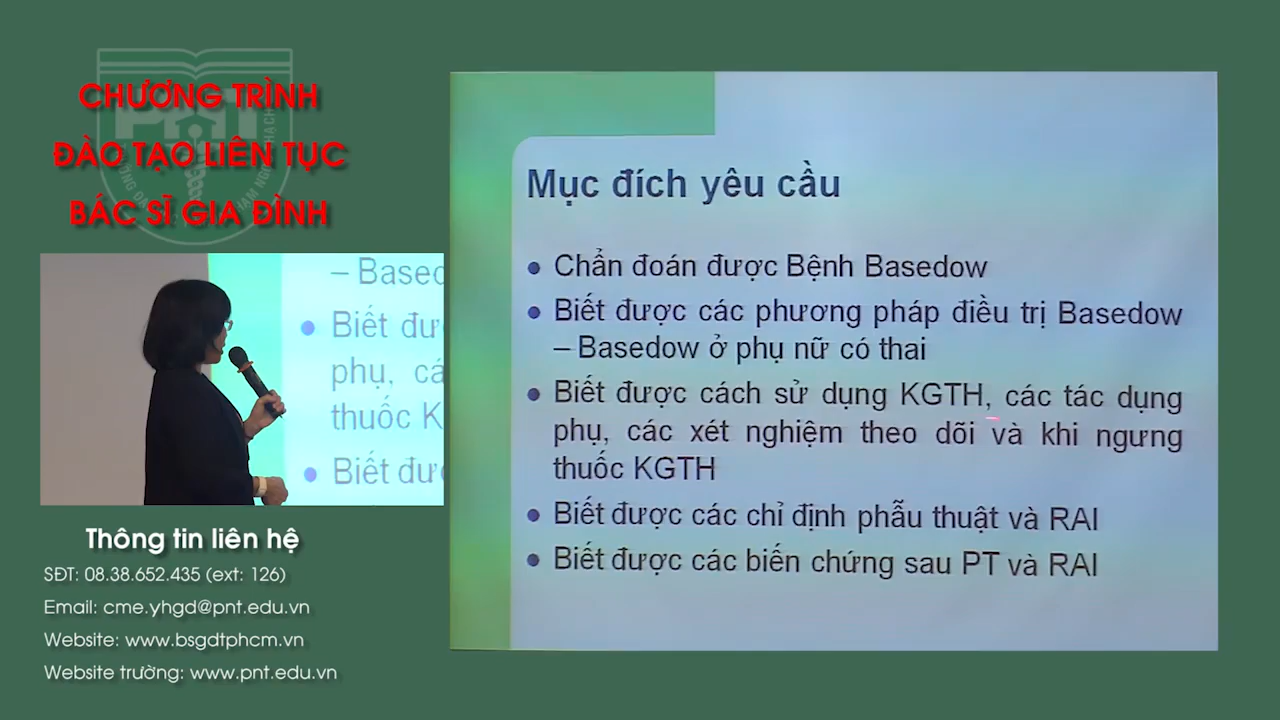 CHƯƠNG TRÌNH
ĐÀO TẠO LIÊN TỤC
BÁC SĨ GIA ĐÌNH
PNT
– Based
Biết đư
phụ, cá
thuốc K
Biết đư
Thông tin liên hệ
SĐT: 08.38.652.435 (ext: 126)
Email: cme.yhgd@pnt.edu.vn
Website: www.bsgdtphcm.vn
Website trường: www.pnt.edu.vn
Mục đích yêu cầu
Chẩn đoán được Bệnh Basedow
Biết được các phương pháp điều trị Basedow
– Basedow ở phụ nữ có thai
Biết được cách sử dụng KGTH, các tác dụng
phụ, các xét nghiệm theo dõi và khi ngưng
thuốc KGTH
Biết được các chỉ định phẫu thuật và RAI
Biết được các biến chứng sau PT và RAI